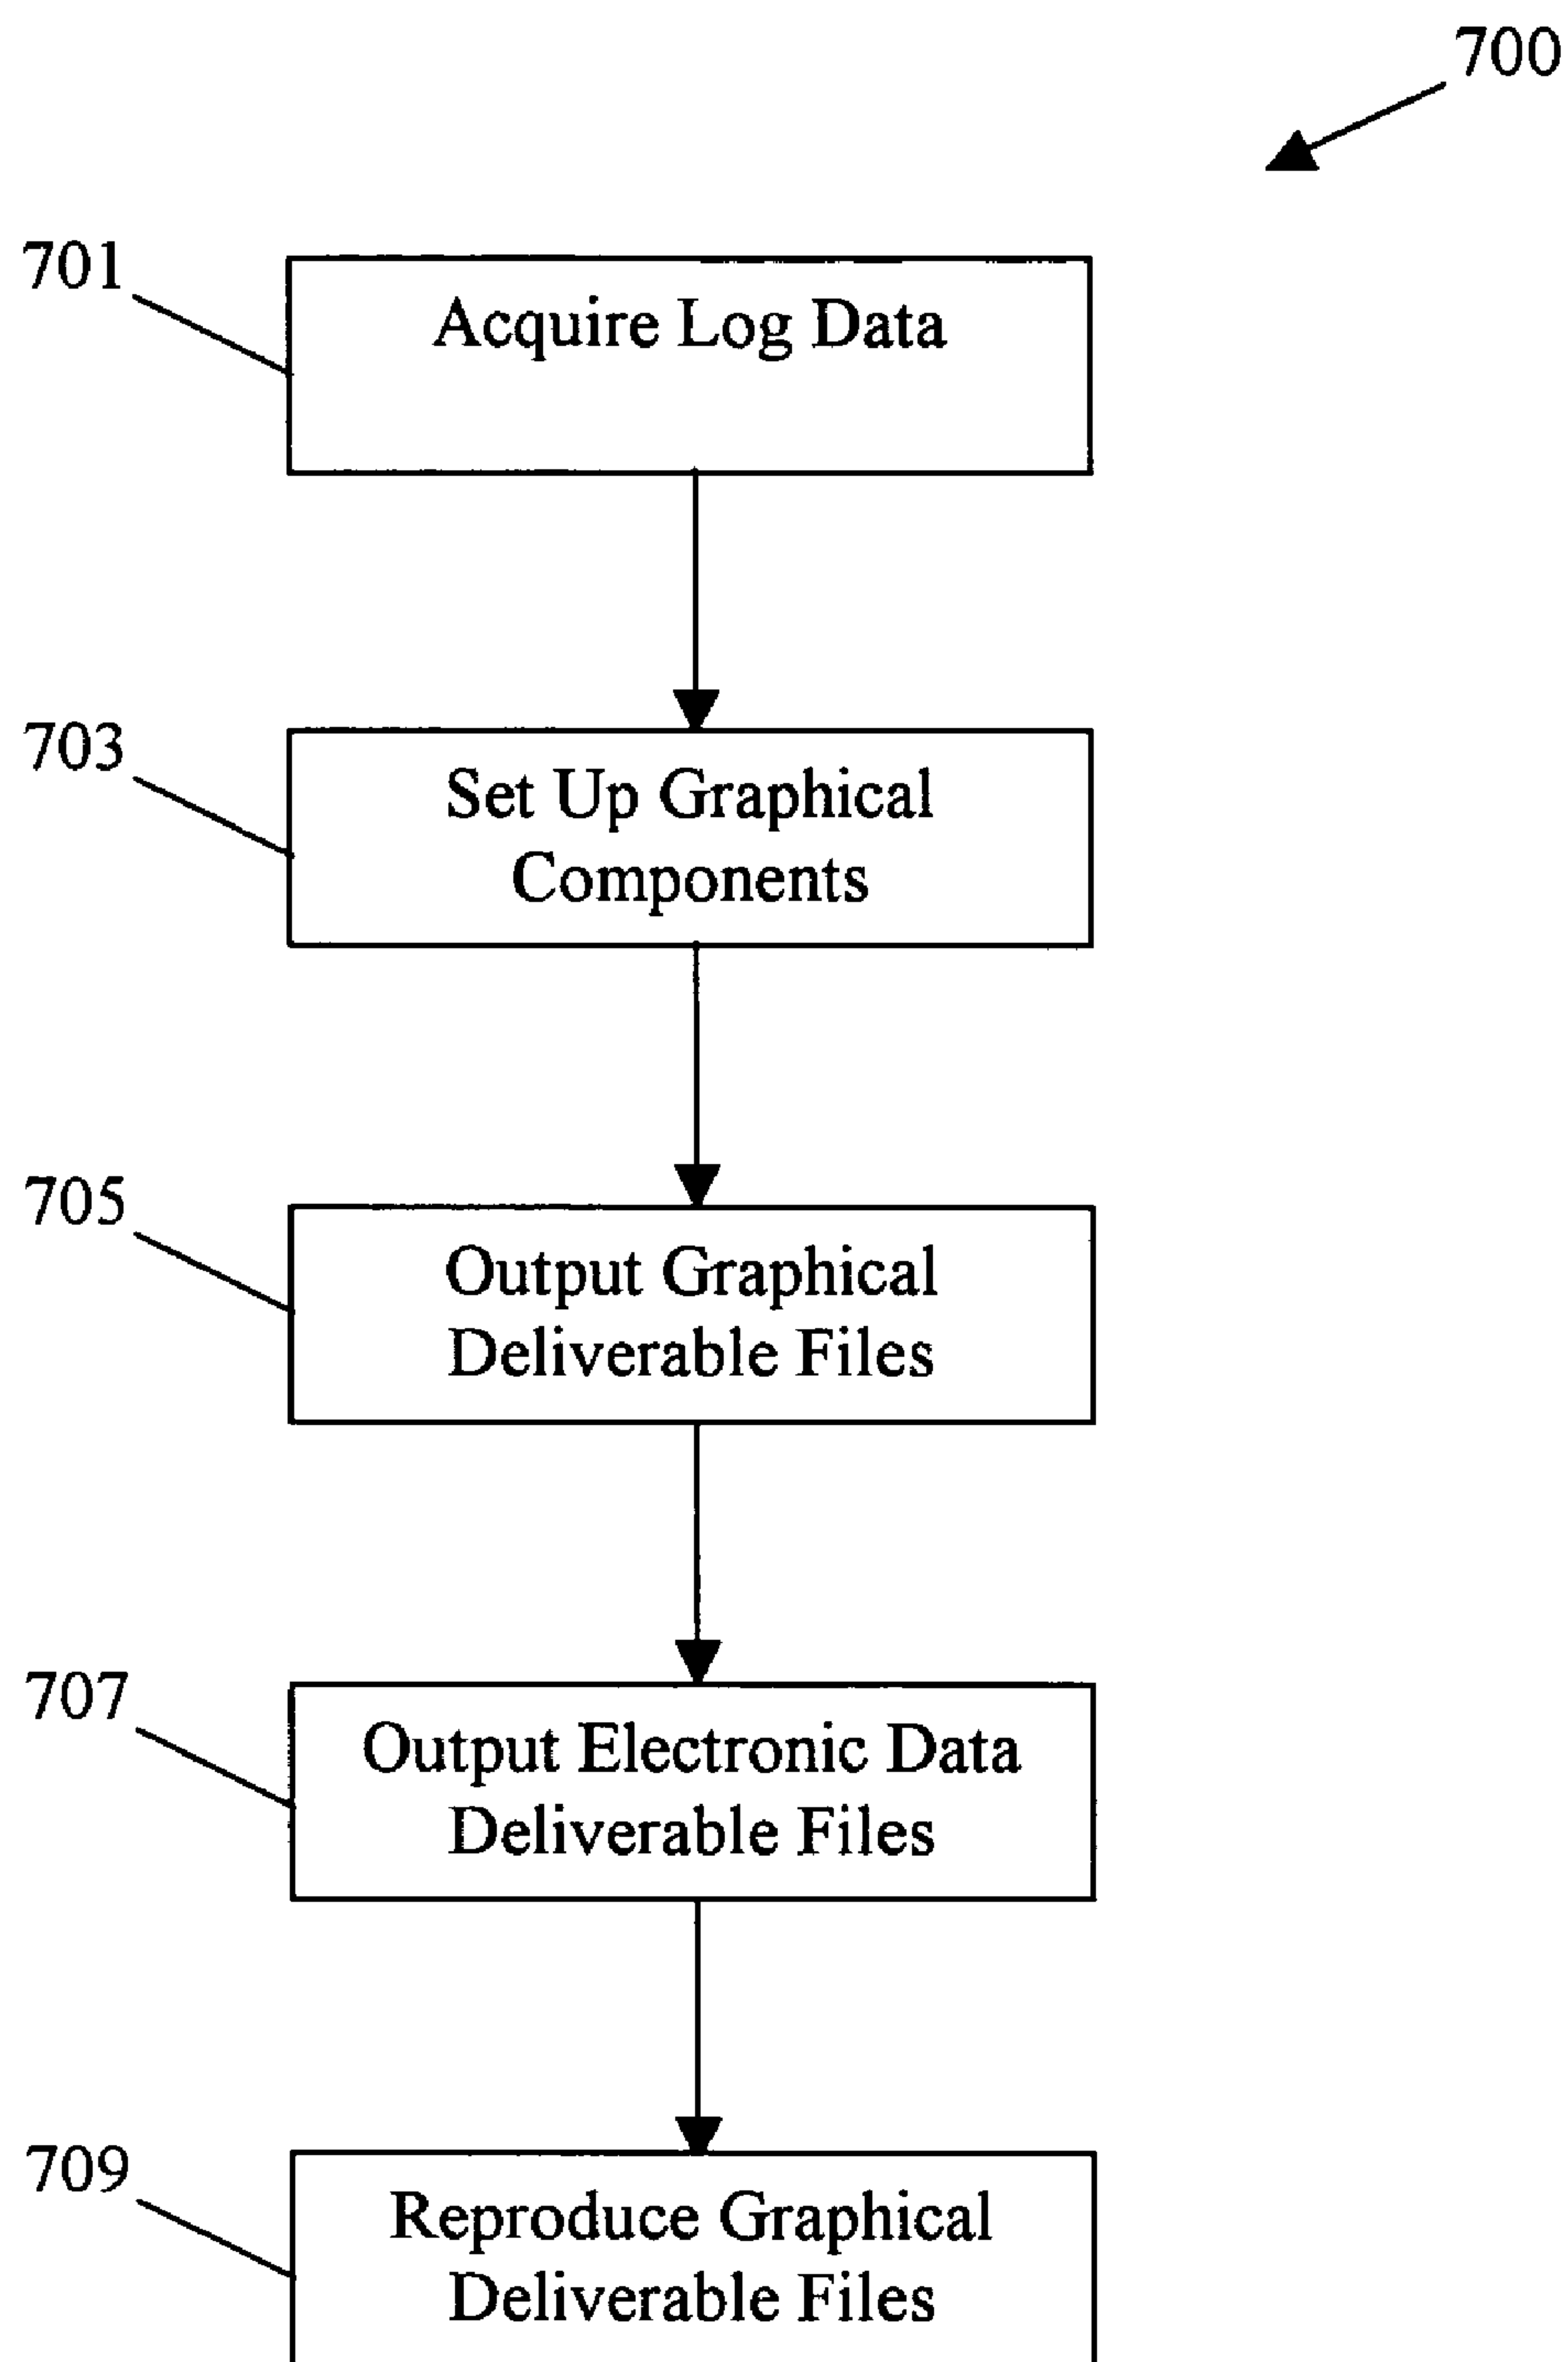 700
701
Acquire Log Data
703
Set Up Graphical
Components
705
Output Graphical
Deliverable Files
707
Output Electronic Data
Deliverable Files
709
Reproduce Graphical
Deliverable Files